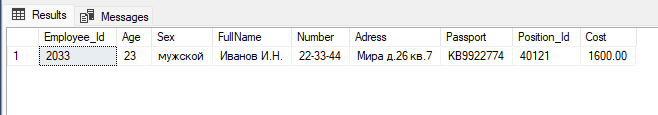 Results Messages
Employee_Id Age Sex FullName Number Adress Passport Position_Id Cost
1 2033 23 мужской Иванов И.Н. 22-33-44 Мира д.26 кв.7 KB9922774 40121 1600.00